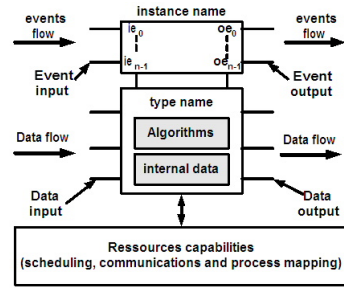 instance name
events
flow
ie0
oe0
events
flow
ien-1
oen-1
Event
input
Event
output
type name
Algorithms
Data flow
Data flow
internal data
Data
input
Data
output
Ressources capabilities
(scheduling, communications and process mapping)